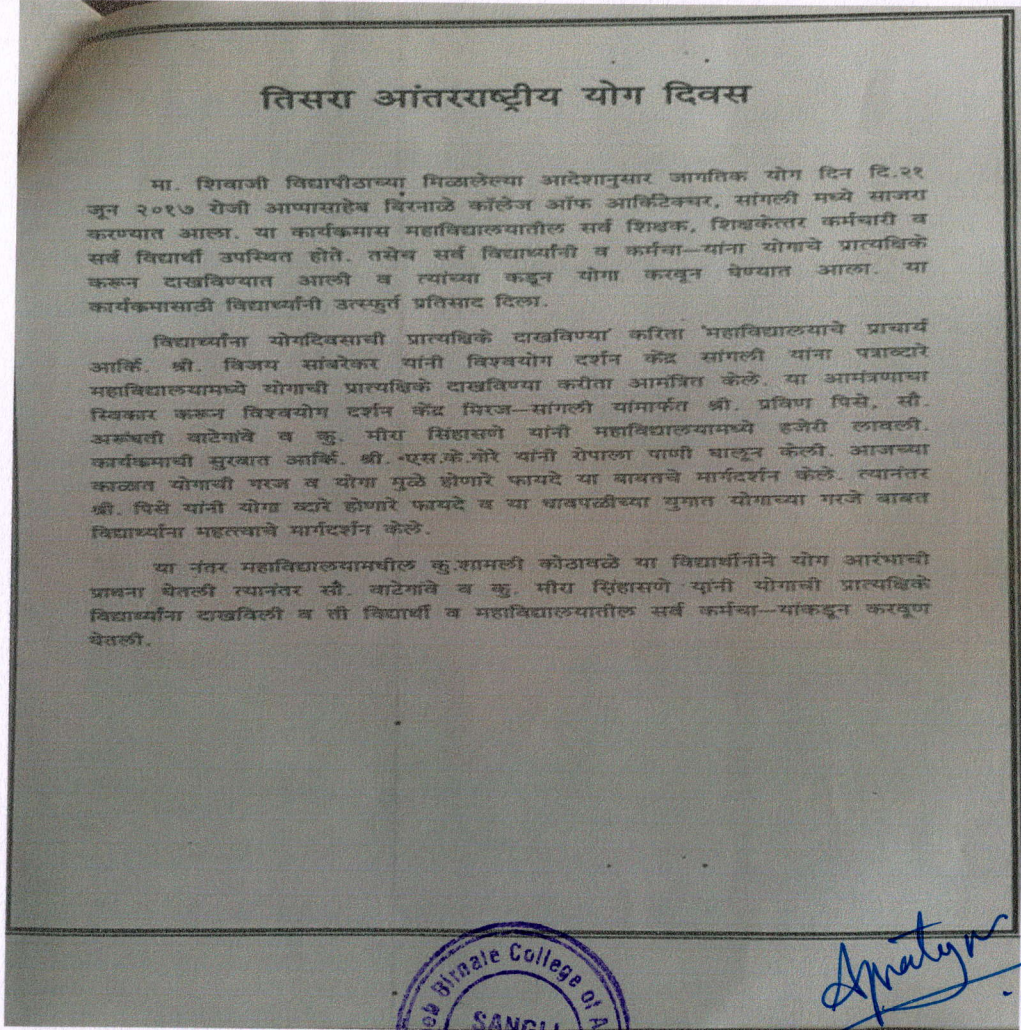 तिसरा आंतरराष्ट्रीय योग दिवस
मा. शिवाजी विद्यापीठाच्या मिळालेल्या आदेशानुसार जागतिक योग दिन दि.२१
जून २०१७ रोजी आप्पासाहेब बिरनाळे कॉलेज ऑफ आर्किटेक्चर, सांगली मध्ये साजरा
करण्यात आला. या कार्यक्रमास महाविद्यालयातील सर्व शिक्षक, शिक्षकेत्तर कर्मचारी व
सर्व विद्यार्थी उपस्थित होते. तसेच सर्व विद्यार्थ्यांनी व कर्मचा–यांना योगाचे प्रात्यक्षिके
करून दाखविण्यात आली व त्यांच्या कडून योगा करवून घेण्यात आला. या
कार्यक्रमासाठी विद्यार्थ्यांनी उत्स्फुर्त प्रतिसाद दिला.
विद्यार्थ्यांना योगदिवसाची प्रात्यक्षिके दाखविण्या करिता महाविद्यालयाचे प्राचार्य
आर्कि. श्री. विजय सांबरेकर यांनी विश्वयोग दर्शन केंद्र सांगली यांना पत्राव्दारे
महाविद्यालयामध्ये योगाची प्रात्यक्षिके दाखविण्या करीता आमंत्रित केले. या आमंत्रणाचा
स्विकार करून विश्वयोग दर्शन केंद्र मिरज–सांगली यांमार्फत श्री. प्रविण पिसे, सौ.
अरूंधती वाटेगांवे व कु. मीरा सिंहासणे यांनी महाविद्यालयामध्ये हजेरी लावली.
कार्यक्रमाची सुरवात आर्कि. श्री. एस.के.गोरे यांनी रोपाला पाणी घालून केली. आजच्या
काळात योगाची गरज व योगा मुळे होणारे फायदे या बाबतचे मार्गदर्शन केले. त्यानंतर
श्री. पिसे यांनी योगा व्दारे होणारे फायदे व या धावपळीच्या युगात योगाच्या गरजे बाबत
विद्यार्थ्यांना महत्त्वाचे मार्गदर्शन केले.
या नंतर महाविद्यालयामधील कु.शामली कोठावळे या विद्यार्थीनीने योग आरंभाची
प्राथना घेतली त्यानंतर सौ. वाटेगांवे व कु. मीरा सिंहासणे यांनी योगाची प्रात्यक्षिके
विद्यार्थ्यांना दाखविली व ती विद्यार्थी व महाविद्यालयातील सर्व कर्मचा–यांकडून करवूण
घेतली.
Birnale College of A
SANGLI